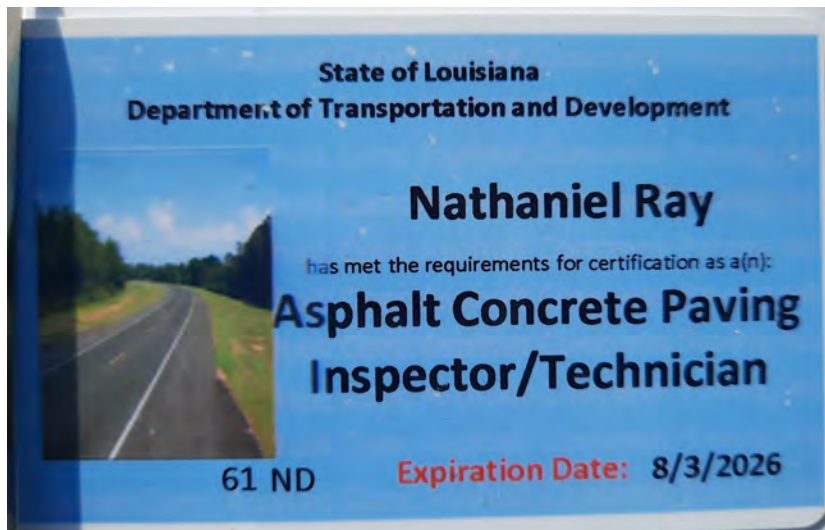 State of Louisiana
Department of Transportation and Development
Nathaniel Ray
has met the requirements for certification as a(n):
Asphalt Concrete Paving
Inspector/Technician
61 ND
Expiration Date: 8/3/2026